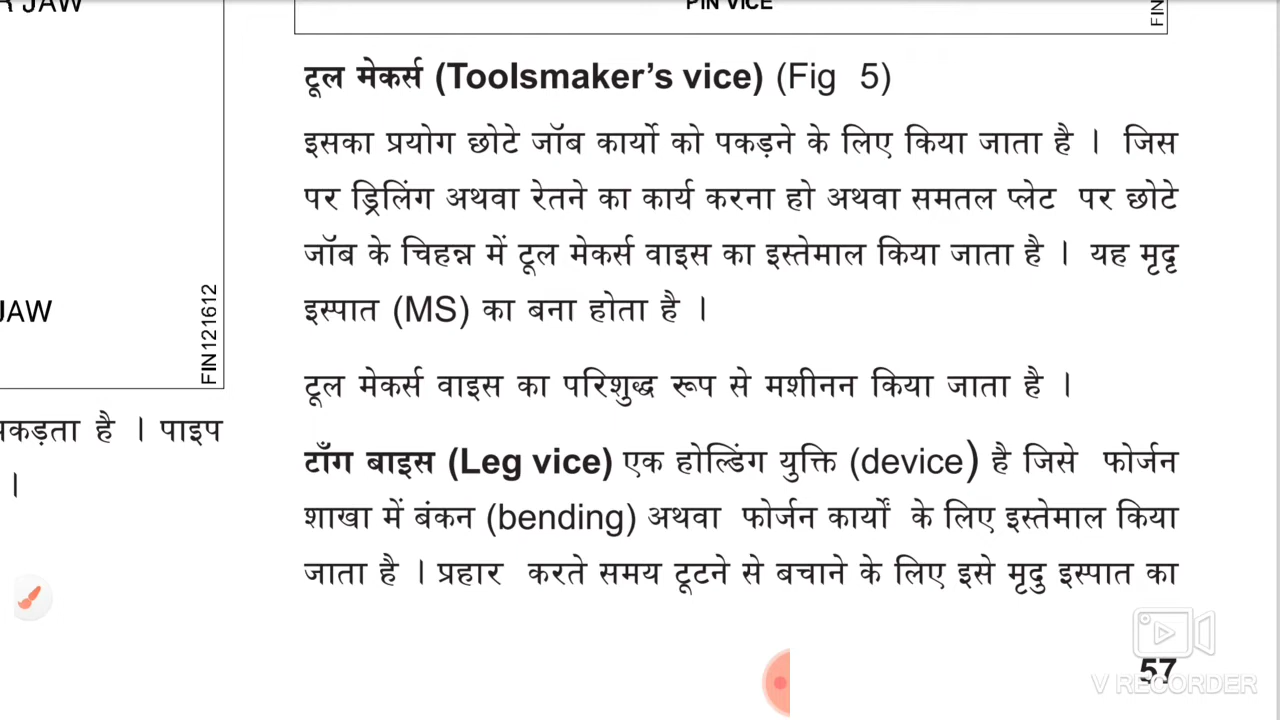 R JAW
PIN VICE
FIN
JAW
FIN121612
पकड़ता है । पाइप
।
टूल मेकर्स (Toolsmaker’s vice) (Fig 5)
इसका प्रयोग छोटे जॉब कार्यो को पकड़ने के लिए किया जाता है । जिस
पर ड्रिलिंग अथवा रेतने का कार्य करना हो अथवा समतल प्लेट पर छोटे
जॉब के चिहन्न में टूल मेकर्स वाइस का इस्तेमाल किया जाता है । यह मृदृ
इस्पात (MS) का बना होता है ।
टूल मेकर्स वाइस का परिशुद्ध रूप से मशीनन किया जाता है ।
टाँग बाइस (Leg vice) एक होल्डिंग युक्ति (device) है जिसे फोर्जन
शाखा में बंकन (bending) अथवा फोर्जन कार्यों के लिए इस्तेमाल किया
जाता है । प्रहार करते समय टूटने से बचाने के लिए इसे मृदु इस्पात का
57
V RECORDER